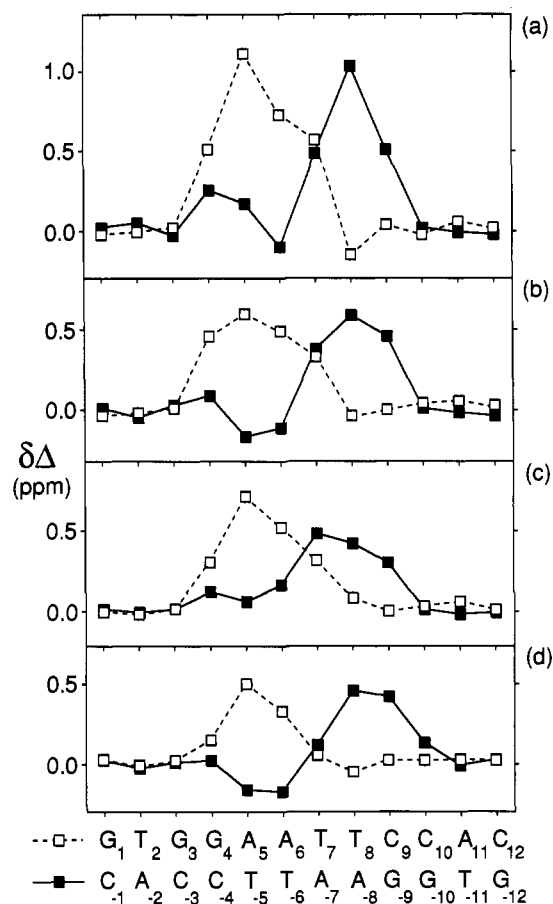 (a)
1.0
0.5
0.0
(b)
0.5
0.0
δΔ
(ppm)
(c)
0.5
0.0
(d)
0.5
0.0
G1 T2 G3 G4 A5 A6 T7 T8 C9 C10 A11 C12
C-1 A-2 C-3 C-4 T-5 T-6 A-7 A-8 G-9 G-10 T-11 G-12